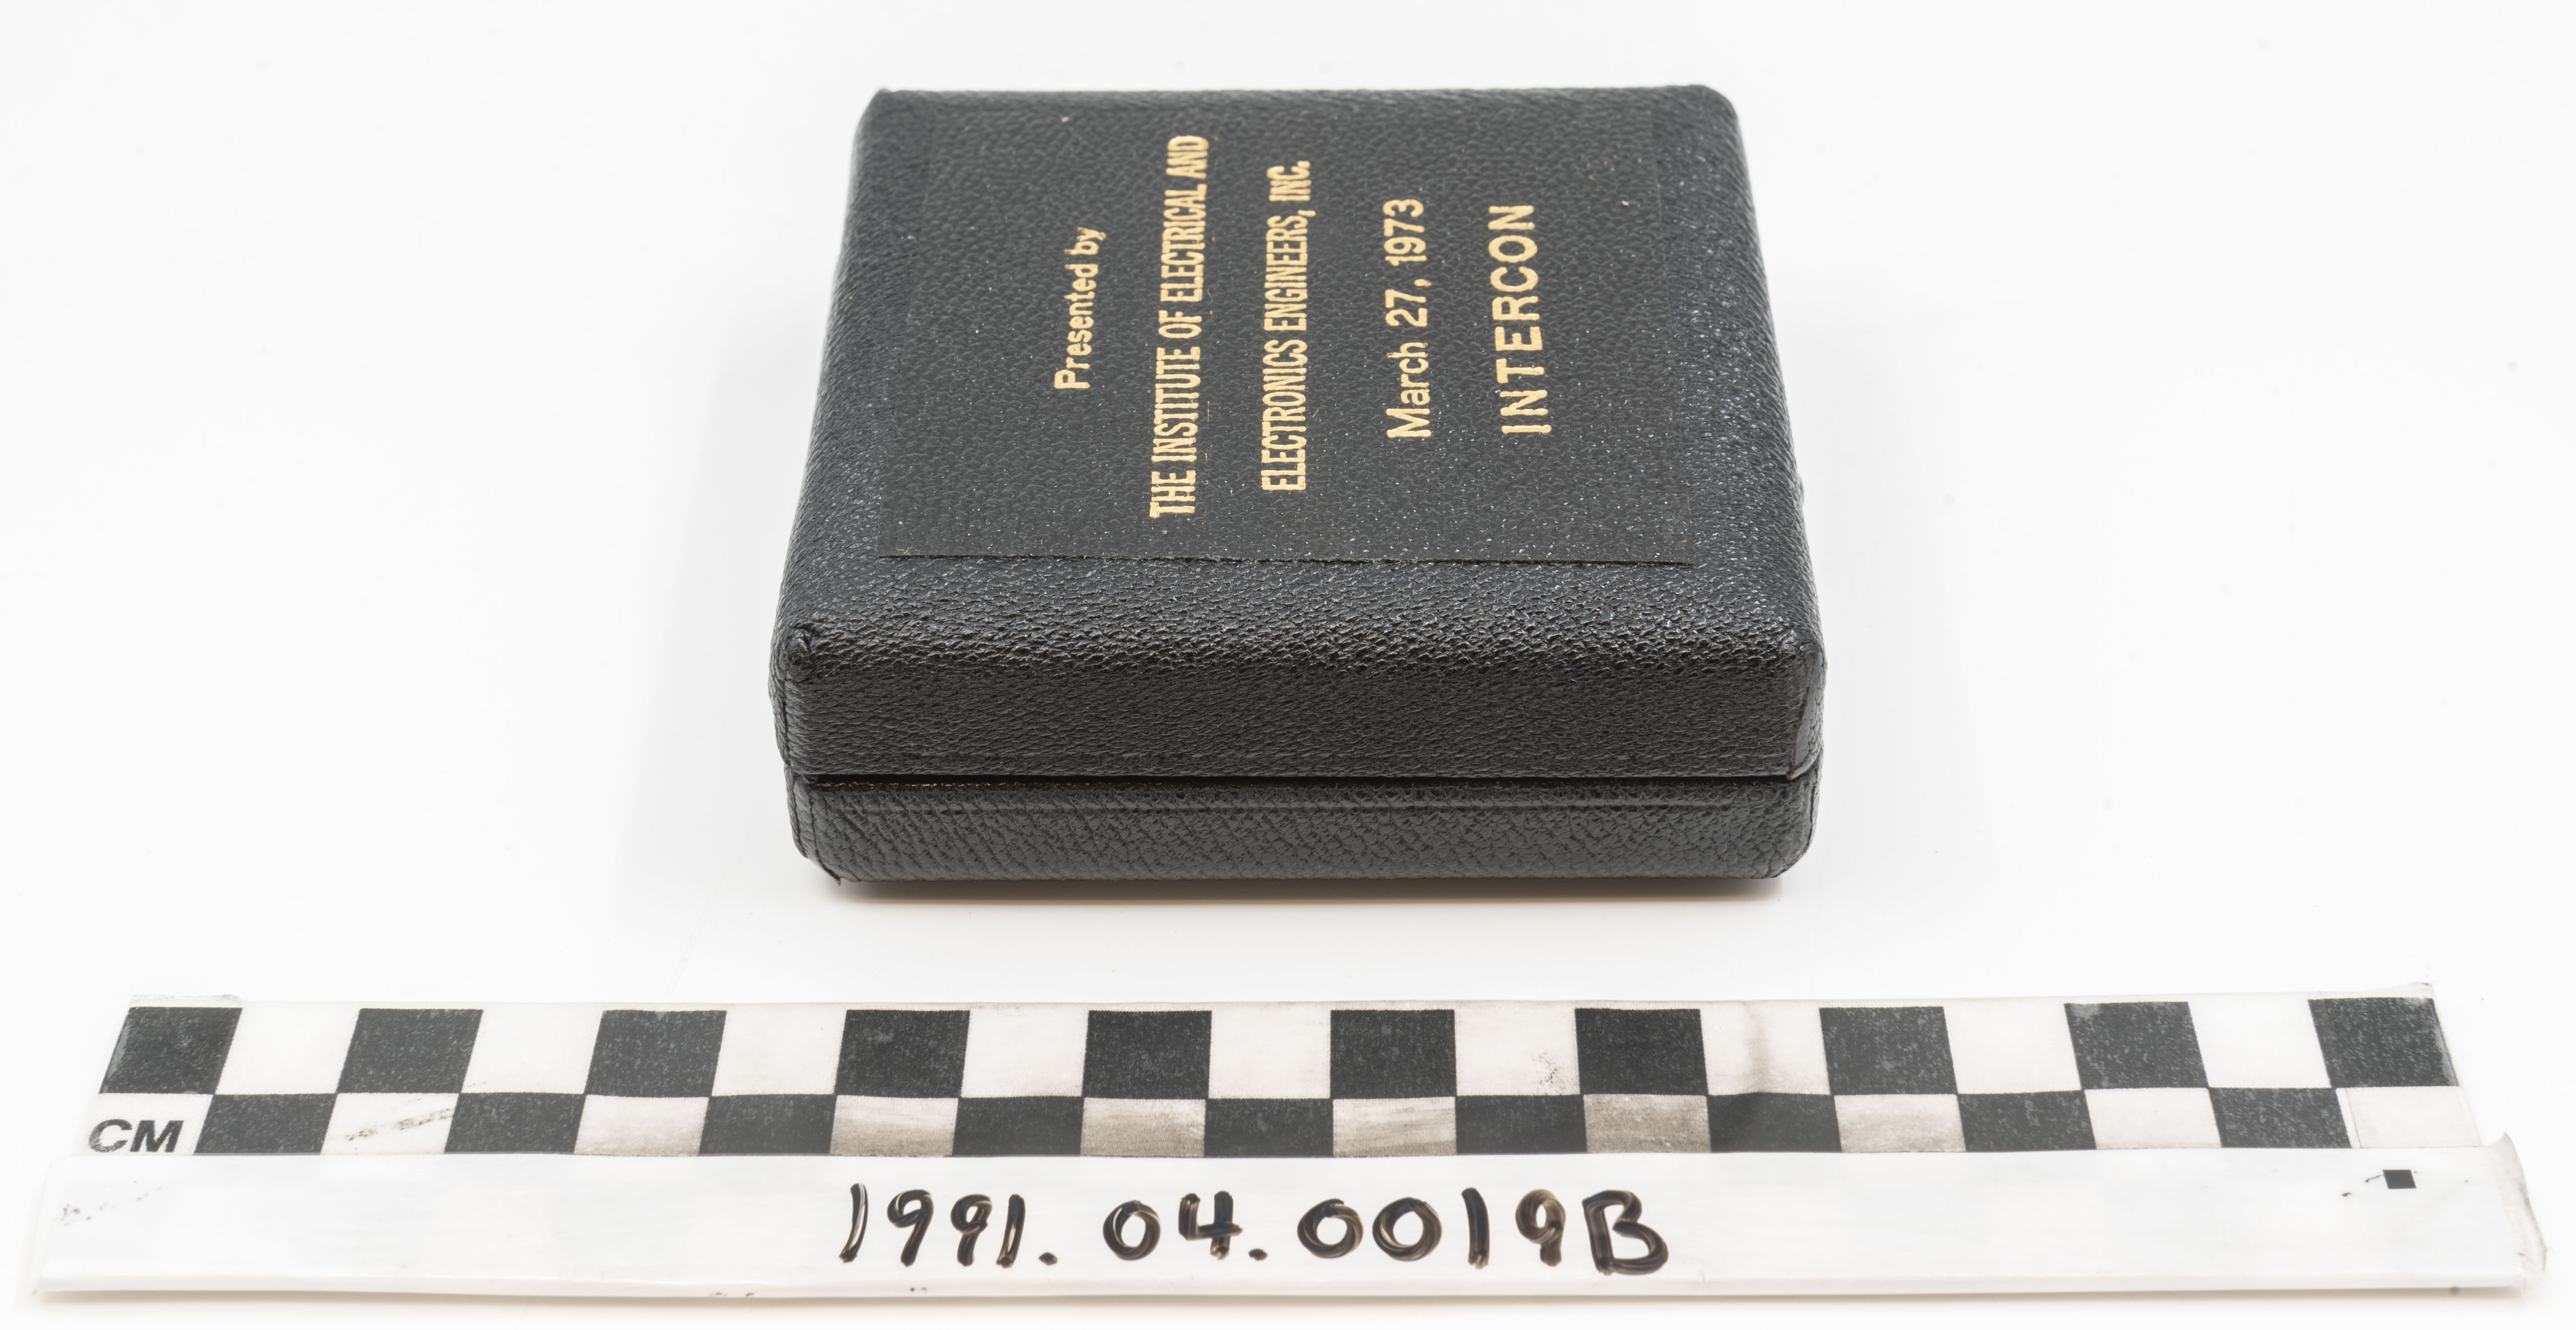 Presented by
THE INSTITUTE OF ELECTRICAL AND
ELECTRONICS ENGINEERS, INC.
March 27, 1973
INTERCON
CM
1991.04.0019B